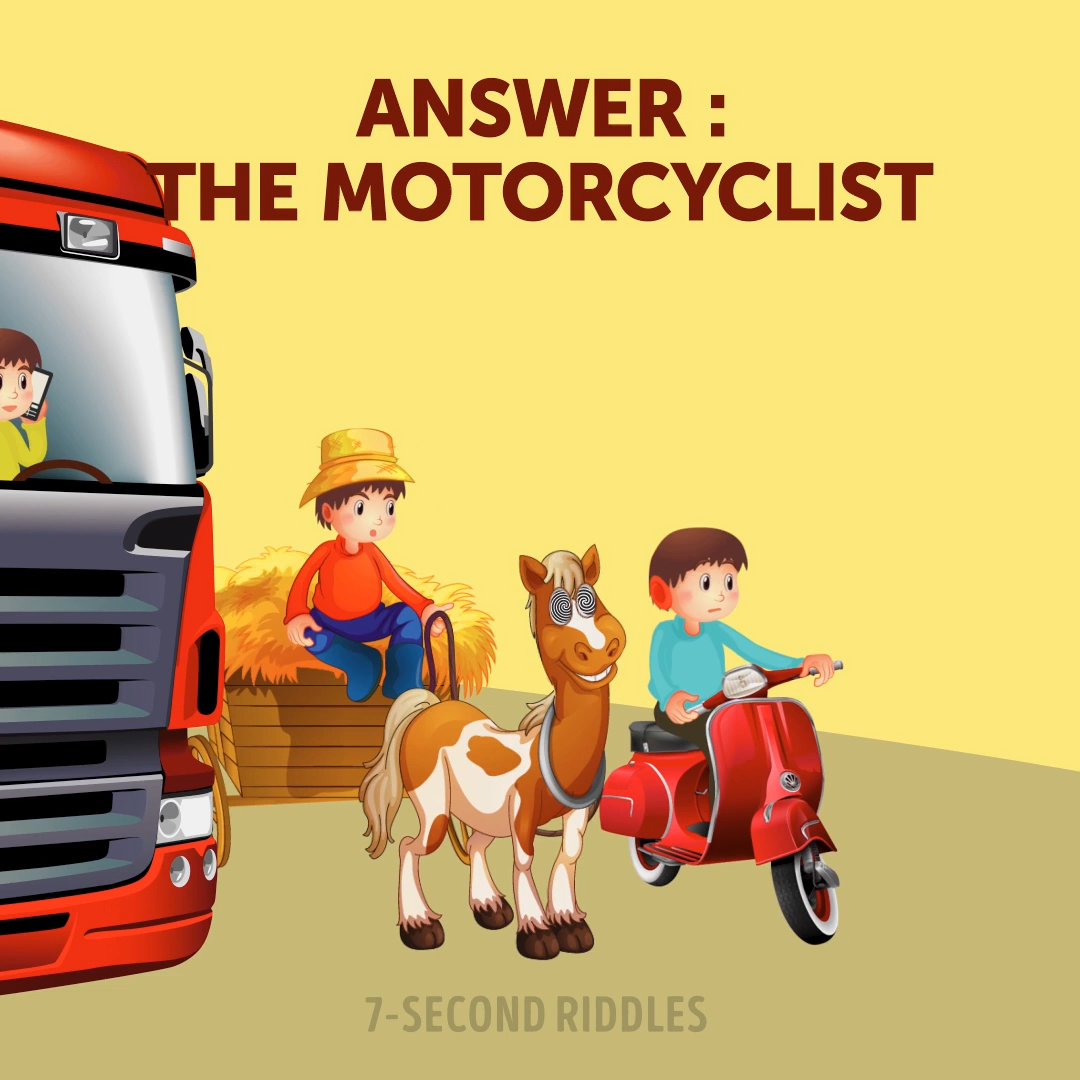 ANSWER :
THE MOTORCYCLIST
7-SECOND RIDDLES